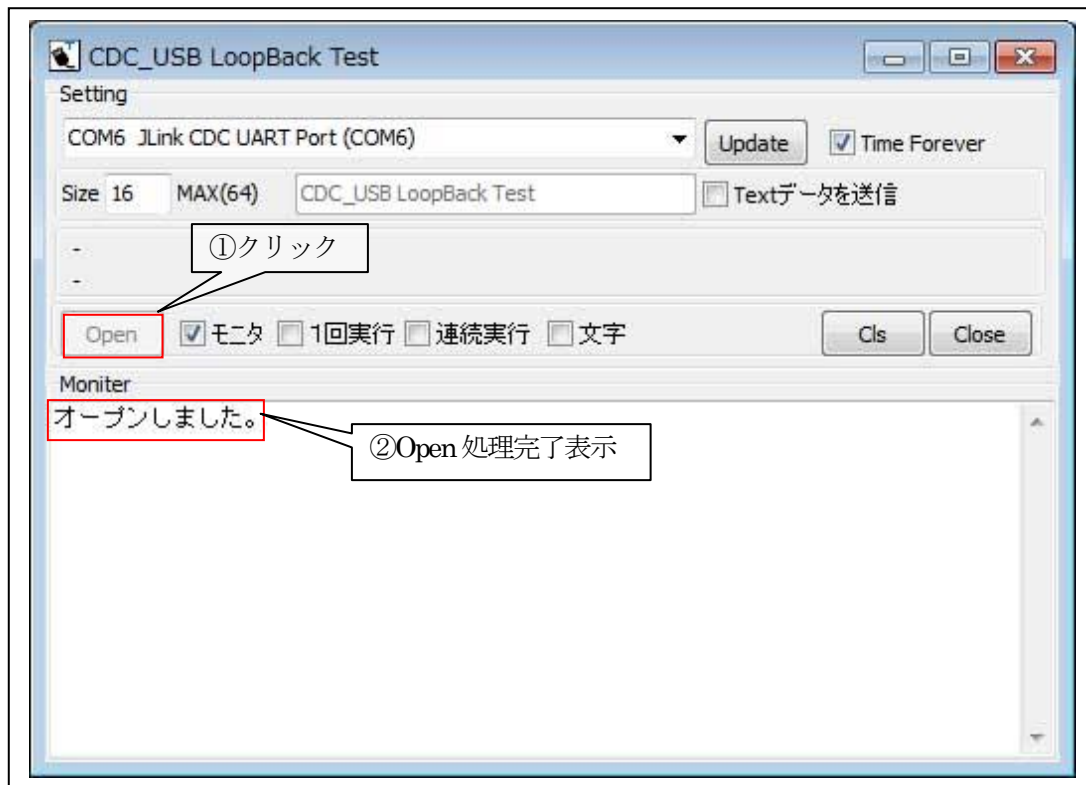 CDC_USB LoopBack Test
Setting
COM6 JLink CDC UART Port (COM6)
Update
Time Forever
Size 16 MAX(64) CDC_USB LoopBack Test
Textデータを送信
-
①クリック
-
Open モニタ 1回実行 連続実行 文字 Cls Close
Moniter
オープンしました。
②Open 処理完了表示